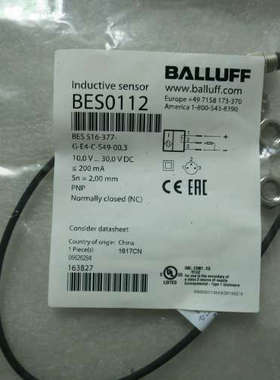 Inductive sensor
BES0112
BALLUFF
www.balluff.com
Europe +49 7158 173-370
America 1-800-543-8390
BES 516-377-
G-E4-C-S49-00,3
10,0 V ... 30,0 V DC
≤ 200 mA
Sn = 2,00 mm
PNP
Normally closed (NC)
Consider datasheet
Country of origin: China
1 Piece(s) 1617CN
163827